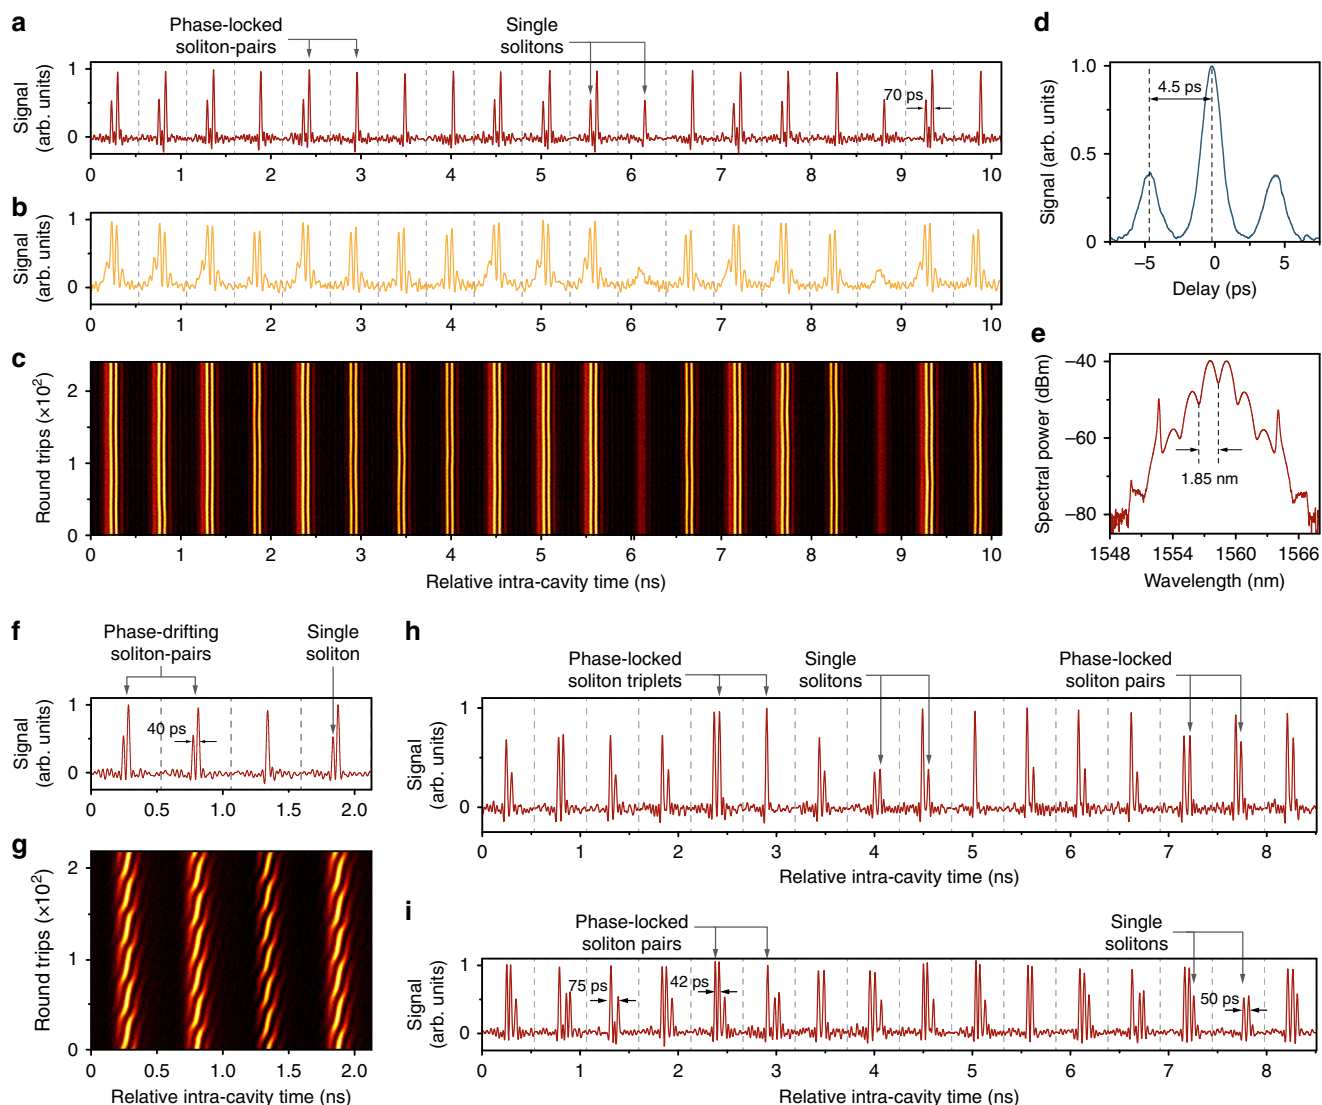 a
Phase-locked
soliton-pairs
Single
solitons
Signal
(arb. units)
1
0
70 ps
0 1 2 3 4 5 6 7 8 9 10
b
Signal
(arb. units)
1
0
0 1 2 3 4 5 6 7 8 9 10
c
Round trips (×10²)
2
1
0
0 1 2 3 4 5 6 7 8 9 10
Relative intra-cavity time (ns)
d
Signal (arb. units)
1.0
0.5
0
4.5 ps
−5 0 5
Delay (ps)
e
Spectral power (dBm)
−40
−60
−80
1.85 nm
1548 1554 1560 1566
Wavelength (nm)
f
Phase-drifting
soliton-pairs
Single
soliton
Signal
(arb. units)
1
0
40 ps
0 0.5 1.0 1.5 2.0
g
Round trips (×10²)
2
1
0
0 0.5 1.0 1.5 2.0
Relative intra-cavity time (ns)
h
Phase-locked
soliton triplets
Single
solitons
Phase-locked
soliton pairs
Signal
(arb. units)
1
0
0 1 2 3 4 5 6 7 8
Relative intra-cavity time (ns)
i
Phase-locked
soliton pairs
Single
solitons
Signal
(arb. units)
1
0
75 ps
42 ps
50 ps
0 1 2 3 4 5 6 7 8
Relative intra-cavity time (ns)